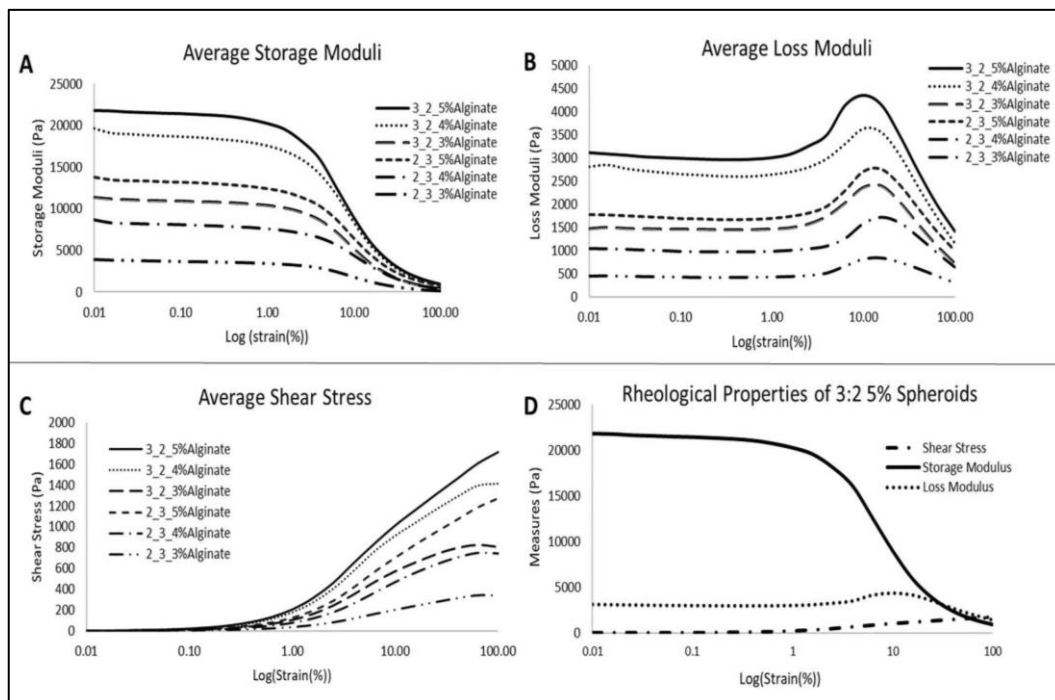 A
Average Storage Moduli
25000
20000
15000
10000
5000
0
Storage Moduli (Pa)
3_2_5%Alginate
3_2_4%Alginate
3_2_3%Alginate
2_3_5%Alginate
2_3_4%Alginate
2_3_3%Alginate
0.01 0.10 1.00 10.00 100.00
Log (strain(%))
B
Average Loss Moduli
5000
4500
4000
3500
3000
2500
2000
1500
1000
500
0
Loss Moduli (Pa)
3_2_5%Alginate
3_2_4%Alginate
3_2_3%Alginate
2_3_5%Alginate
2_3_4%Alginate
2_3_3%Alginate
0.01 0.10 1.00 10.00 100.00
Log(strain(%))
C
Average Shear Stress
2000
1800
1600
1400
1200
1000
800
600
400
200
0
Shear Stress (Pa)
3_2_5%Alginate
3_2_4%Alginate
3_2_3%Alginate
2_3_5%Alginate
2_3_4%Alginate
2_3_3%Alginate
0.01 0.10 1.00 10.00 100.00
Log(Strain(%))
D
Rheological Properties of 3:2 5% Spheroids
25000
20000
15000
10000
5000
0
Measures (Pa)
Shear Stress
Storage Modulus
Loss Modulus
0.01 0.1 1 10 100
Log(Strain(%))